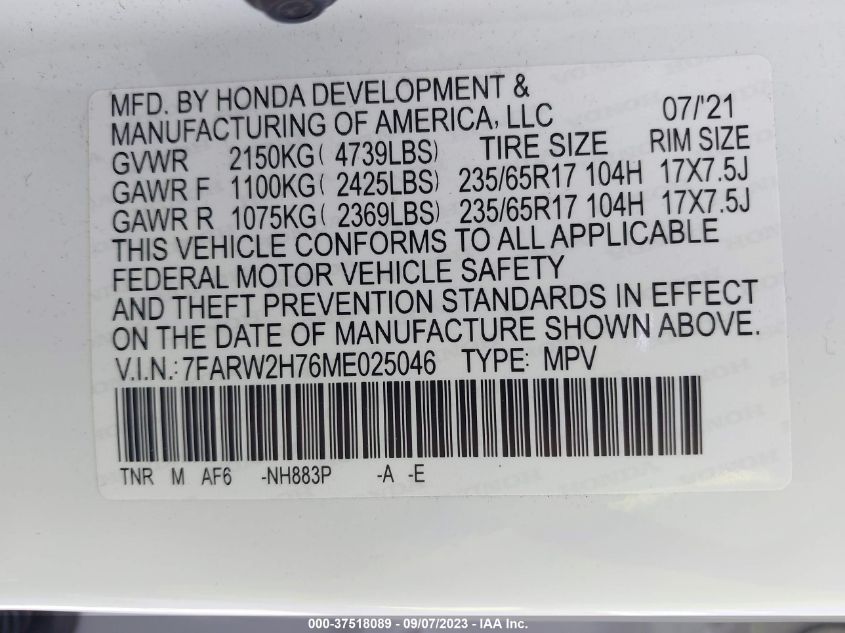 MFD. BY HONDA DEVELOPMENT &
MANUFACTURING OF AMERICA, LLC 07/'21
GVWR 2150KG( 4739LBS) TIRE SIZE RIM SIZE
GAWR F 1100KG( 2425LBS) 235/65R17 104H 17X7.5J
GAWR R 1075KG( 2369LBS) 235/65R17 104H 17X7.5J
THIS VEHICLE CONFORMS TO ALL APPLICABLE
FEDERAL MOTOR VEHICLE SAFETY
AND THEFT PREVENTION STANDARDS IN EFFECT
ON THE DATE OF MANUFACTURE SHOWN ABOVE.
V.I.N.: 7FARW2H76ME025046 TYPE: MPV
TNR M AF6 -NH883P -A -E
000-37518089 - 09/07/2023 - IAA Inc.